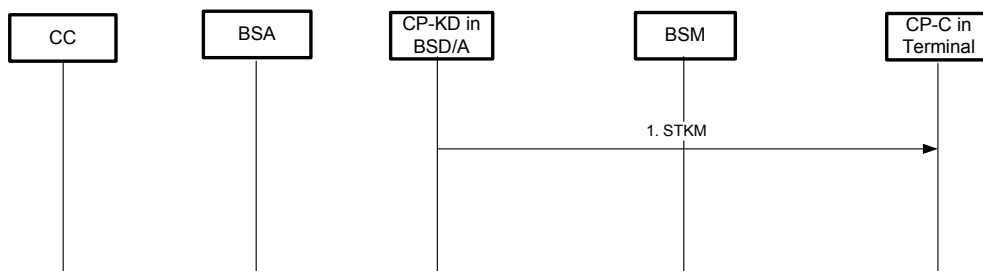 CC
BSA
CP-KD in
BSD/A
BSM
CP-C in
Terminal
1. STKM